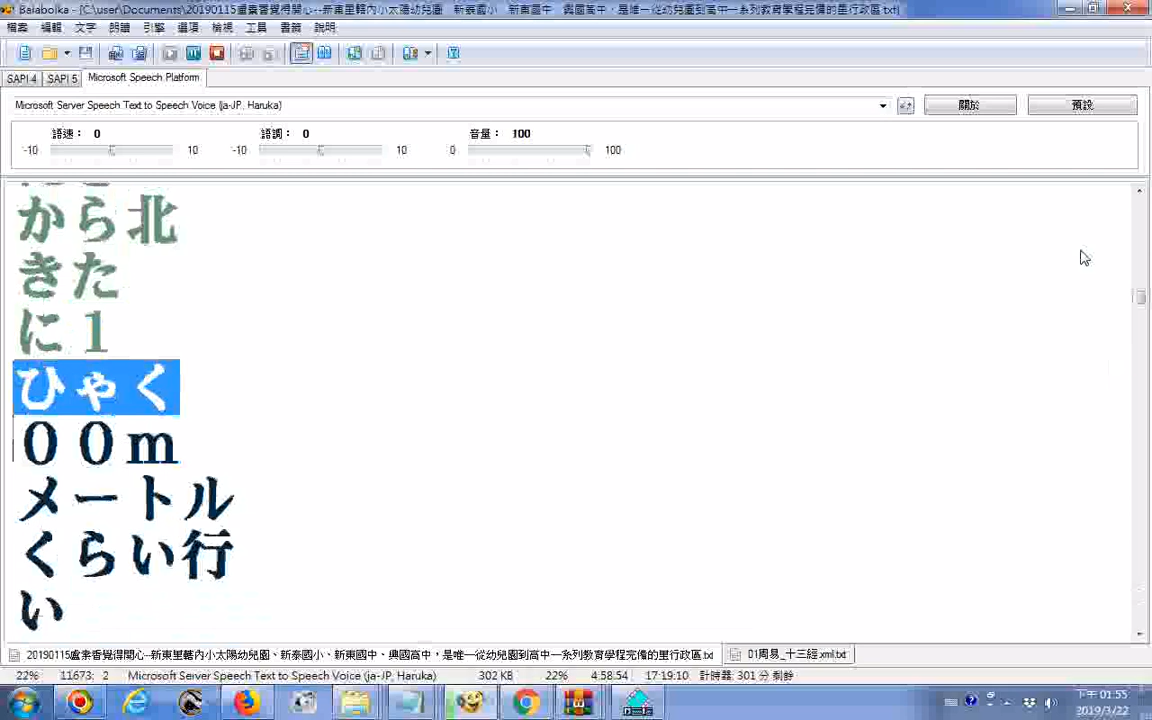 Balabolka - [C:\user\Documents\20190115盧素香覺得開心--新東里轄內小太陽幼兒園、新泰國小、新東國中、興國高中，是唯一從幼兒園到高中一系列教育學程完備的里行政區.txt]
檔案 編輯 文字 朗讀 引擎 選項 檢視 工具 書籤 說明
SAPI 4 SAPI 5 Microsoft Speech Platform
Microsoft Server Speech Text to Speech Voice (ja-JP, Haruka) 關於 預設
語速： 0 語調： 0 音量： 100
-10 10 -10 10 0 100
から北
きた
に１
ひゃく
００ｍ
メートル
くらい行
い
20190115盧素香覺得開心--新東里轄內小太陽幼兒園、新泰國小、新東國中、興國高中，是唯一從幼兒園到高中一系列教育學程完備的里行政區.txt 01周易_十三經.xml.txt
22% 11673: 2 Microsoft Server Speech Text to Speech Voice (ja-JP, Haruka) 302 KB 22% 4:58:54 17:19:10 計時器: 301 分 剩餘
下午 01:55
2019/3/22